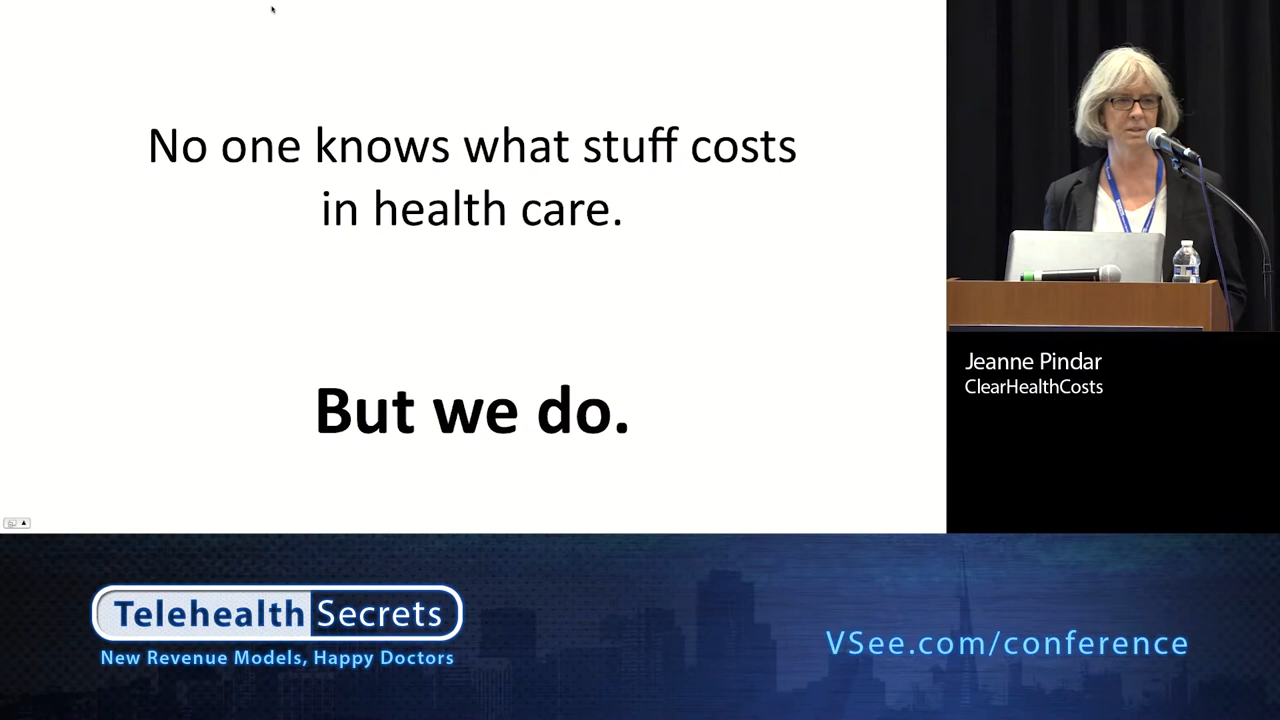 No one knows what stuff costs
in health care.
But we do.
Jeanne Pindar
ClearHealthCosts
Telehealth Secrets
New Revenue Models, Happy Doctors
VSee.com/conference